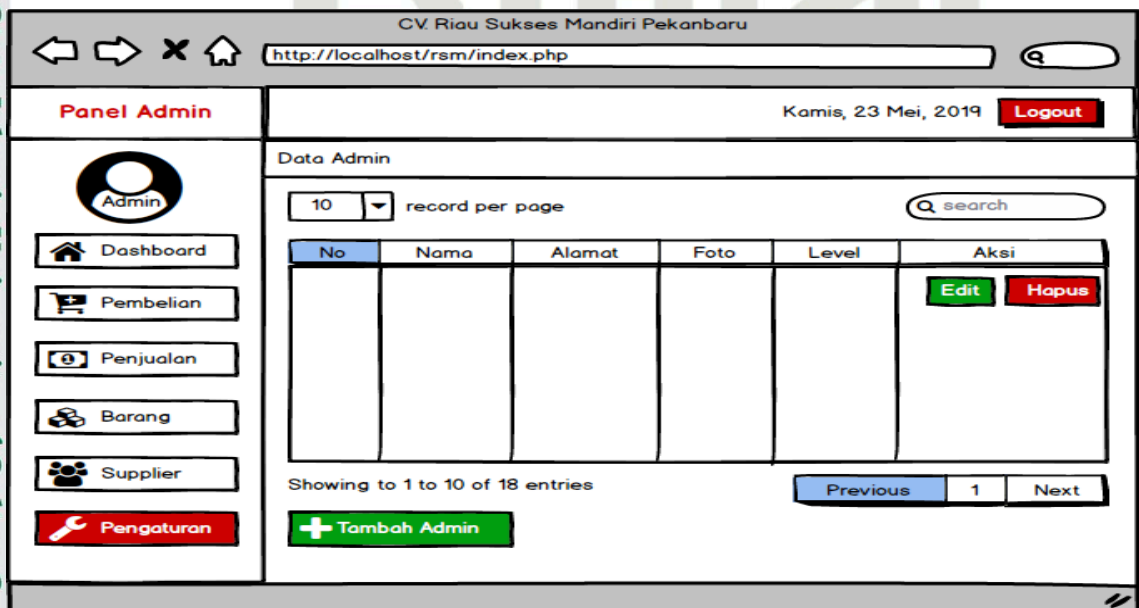 CV. Riau Sukses Mandiri Pekanbaru
http://localhost/rsm/index.php
Panel Admin
Kamis, 23 Mei, 2019 Logout
Admin
Dashboard
Pembelian
Penjualan
Barang
Supplier
Pengaturan
Data Admin
10 record per page
search
No Nama Alamat Foto Level Aksi
Edit Hapus
Showing to 1 to 10 of 18 entries
Previous 1 Next
Tambah Admin